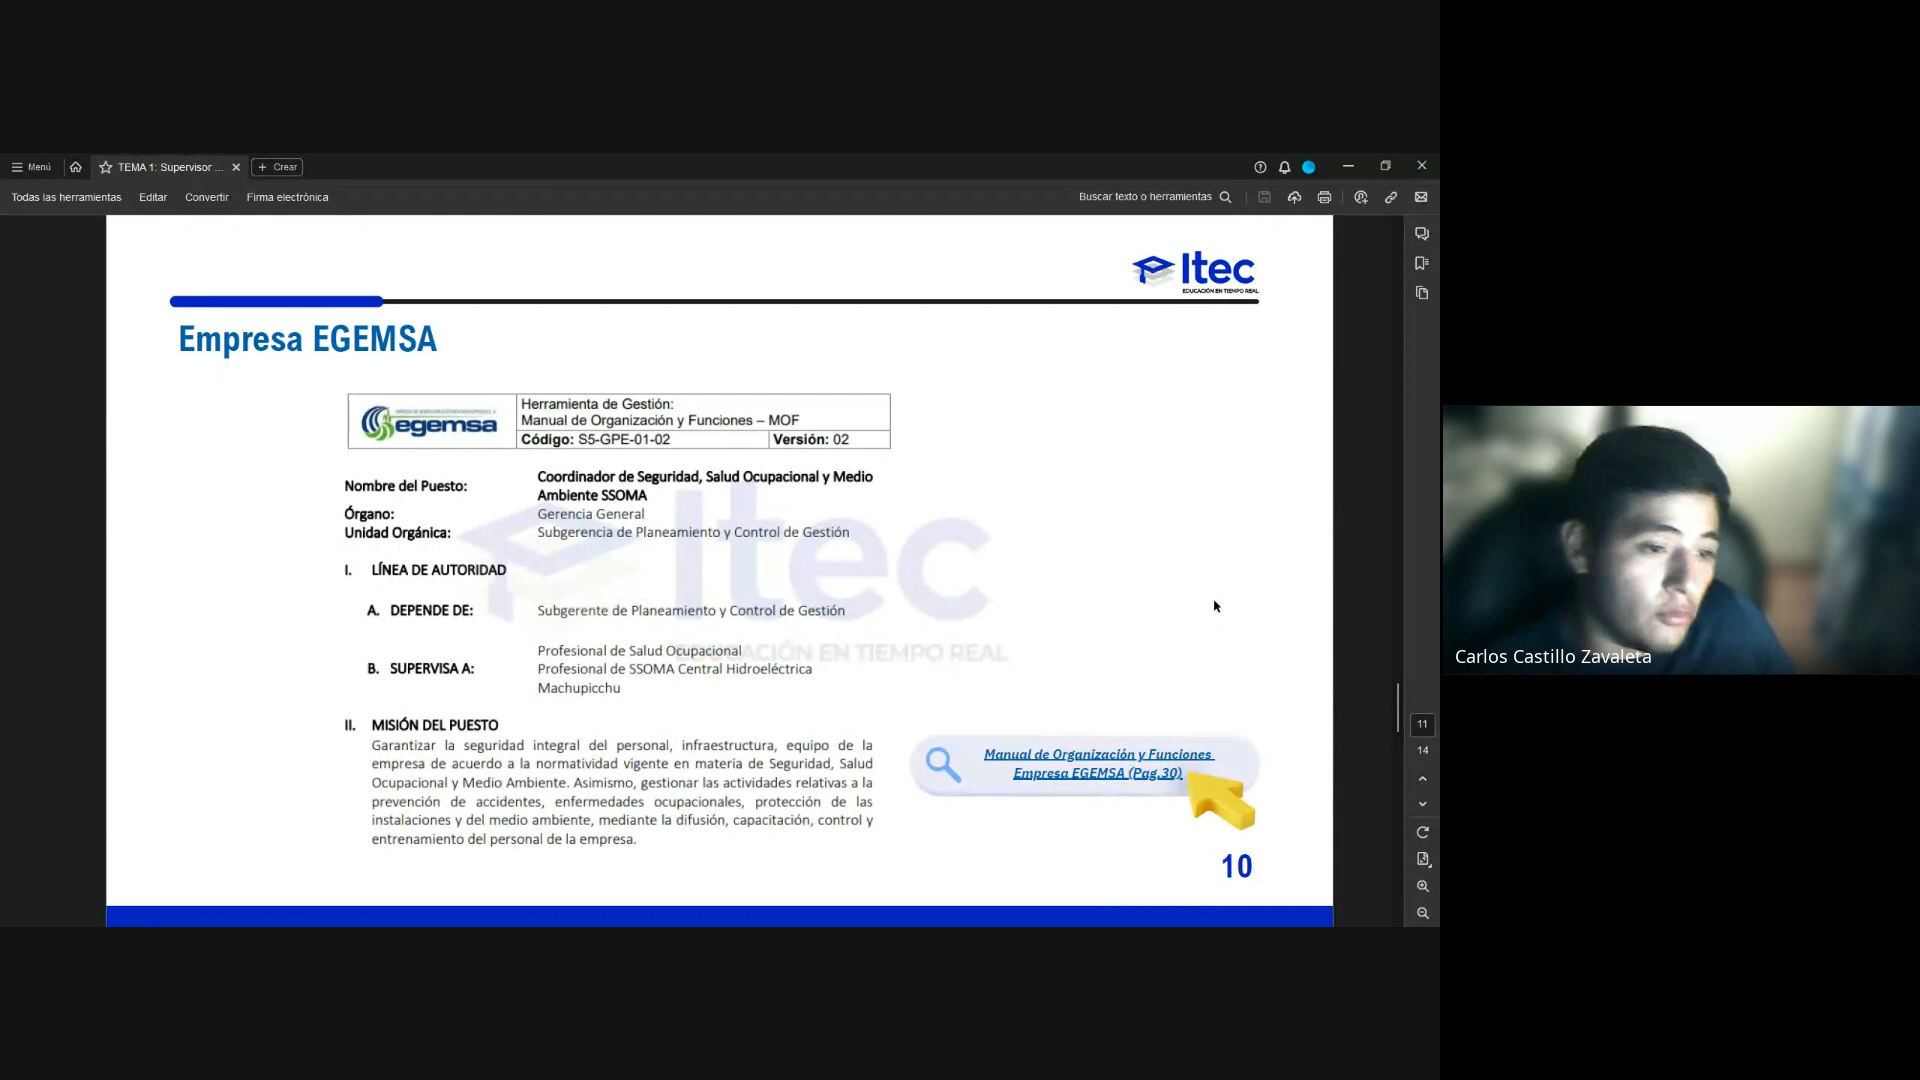 Menú
TEMA 1: Supervisor ...
Crear
Todas las herramientas
Editar
Convertir
Firma electrónica
Buscar texto o herramientas
Itec
EDUCACIÓN EN TIEMPO REAL
Empresa EGEMSA
egemsa
Herramienta de Gestión:
Manual de Organización y Funciones – MOF
Código: S5-GPE-01-02
Versión: 02
Nombre del Puesto:
Coordinador de Seguridad, Salud Ocupacional y Medio
Ambiente SSOMA
Órgano:
Gerencia General
Unidad Orgánica:
Subgerencia de Planeamiento y Control de Gestión
I. LÍNEA DE AUTORIDAD
A. DEPENDE DE:
Subgerente de Planeamiento y Control de Gestión
B. SUPERVISA A:
Profesional de Salud Ocupacional
Profesional de SSOMA Central Hidroeléctrica
Machupicchu
Itec
EDUCACIÓN EN TIEMPO REAL
II. MISIÓN DEL PUESTO
Garantizar la seguridad integral del personal, infraestructura, equipo de la
empresa de acuerdo a la normatividad vigente en materia de Seguridad, Salud
Ocupacional y Medio Ambiente. Asimismo, gestionar las actividades relativas a la
prevención de accidentes, enfermedades ocupacionales, protección de las
instalaciones y del medio ambiente, mediante la difusión, capacitación, control y
entrenamiento del personal de la empresa.
Manual de Organización y Funciones
Empresa EGEMSA (Pag.30)
10
11
14
Carlos Castillo Zavaleta